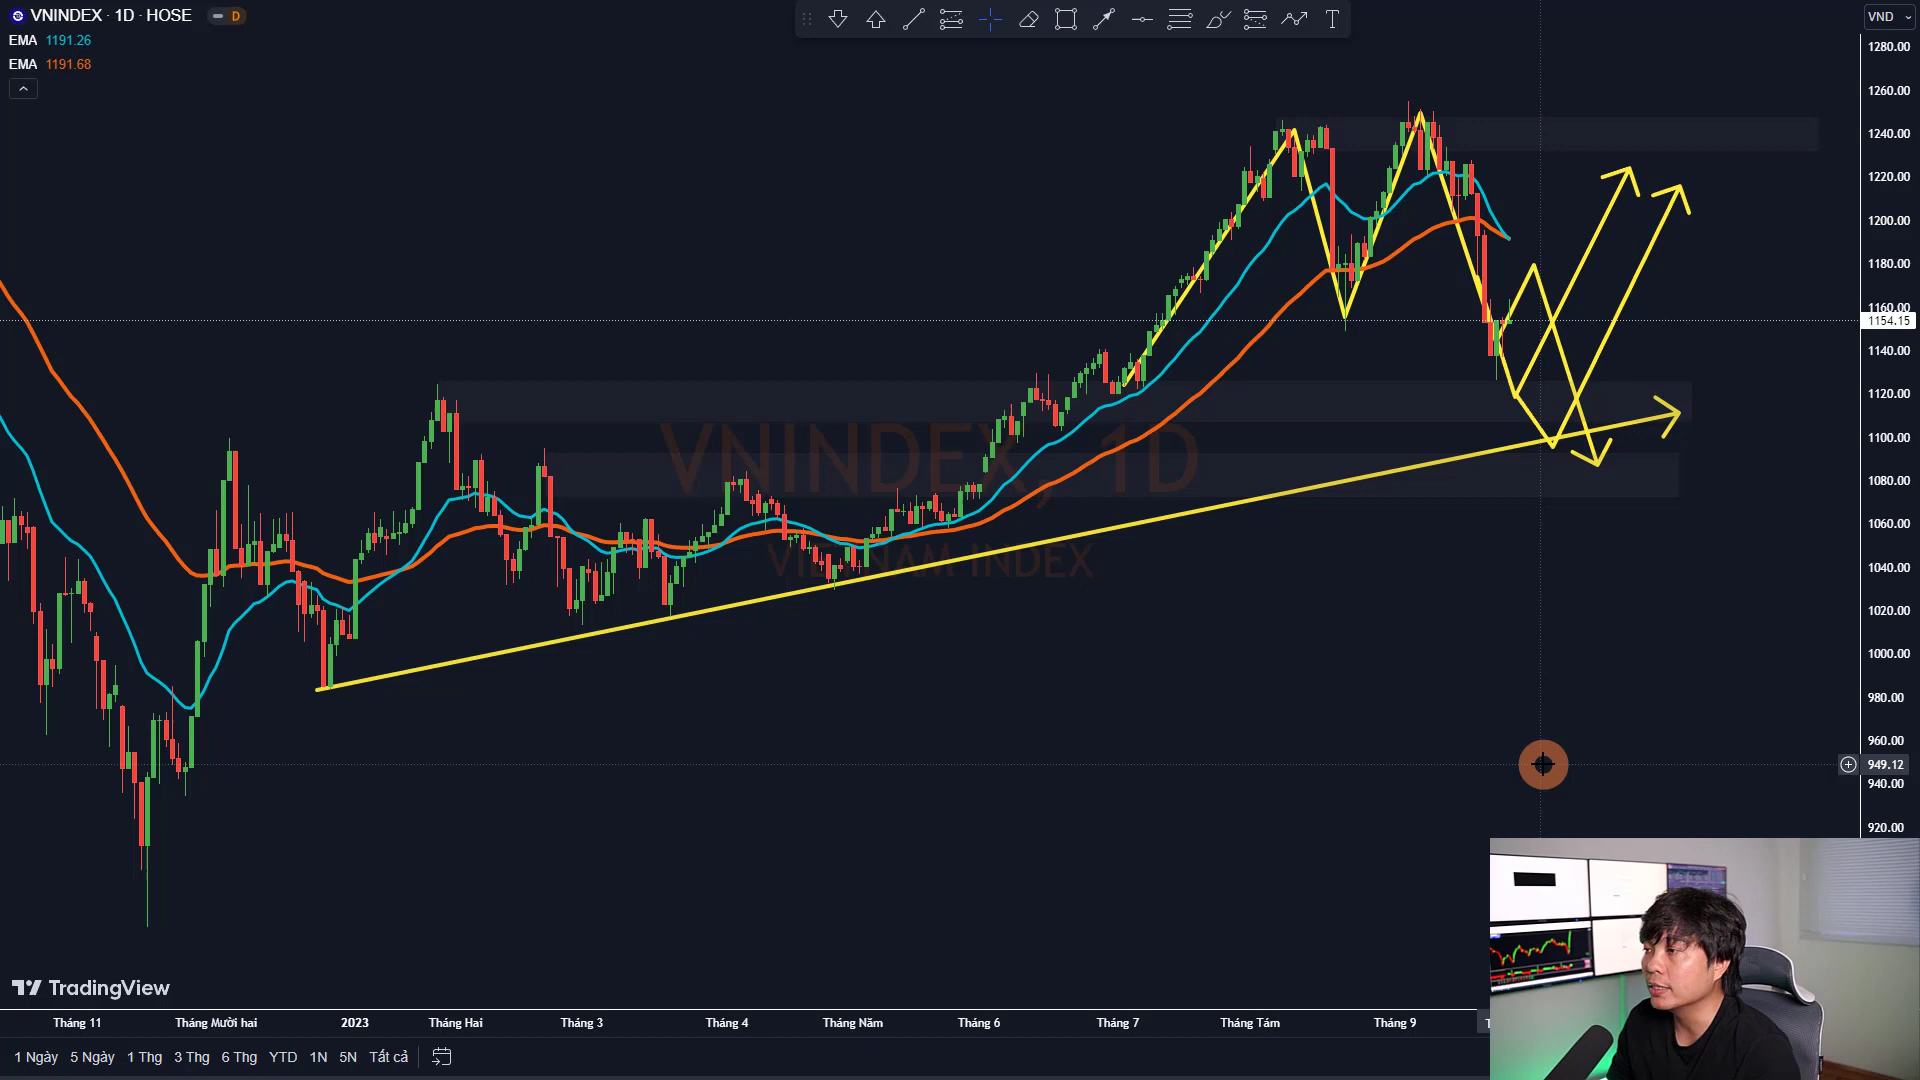 VNINDEX · 1D · HOSE
D
VND
EMA 1191.26
EMA 1191.68
1280.00
1260.00
1240.00
1220.00
1200.00
1180.00
1160.00
1154.15
1140.00
1120.00
1100.00
1080.00
1060.00
1040.00
1020.00
1000.00
980.00
960.00
949.12
940.00
920.00
VNINDEX, 1D
VIETNAM INDEX
TradingView
Tháng 11
Tháng Mười hai
2023
Tháng Hai
Tháng 3
Tháng 4
Tháng Năm
Tháng 6
Tháng 7
Tháng Tám
Tháng 9
1 Ngày
5 Ngày
1 Thg
3 Thg
6 Thg
YTD
1N
5N
Tất cả